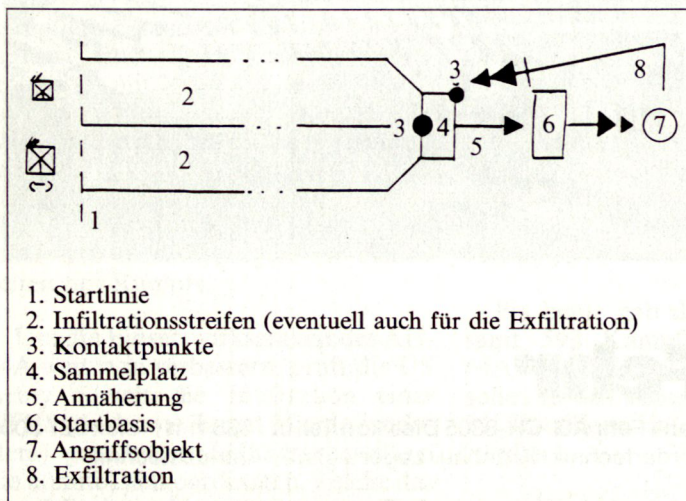 3 8
2
3 4 6 7
5
2
1
1. Startlinie
2. Infiltrationsstreifen (eventuell auch für die Exfiltration)
3. Kontaktpunkte
4. Sammelplatz
5. Annäherung
6. Startbasis
7. Angriffsobjekt
8. Exfiltration